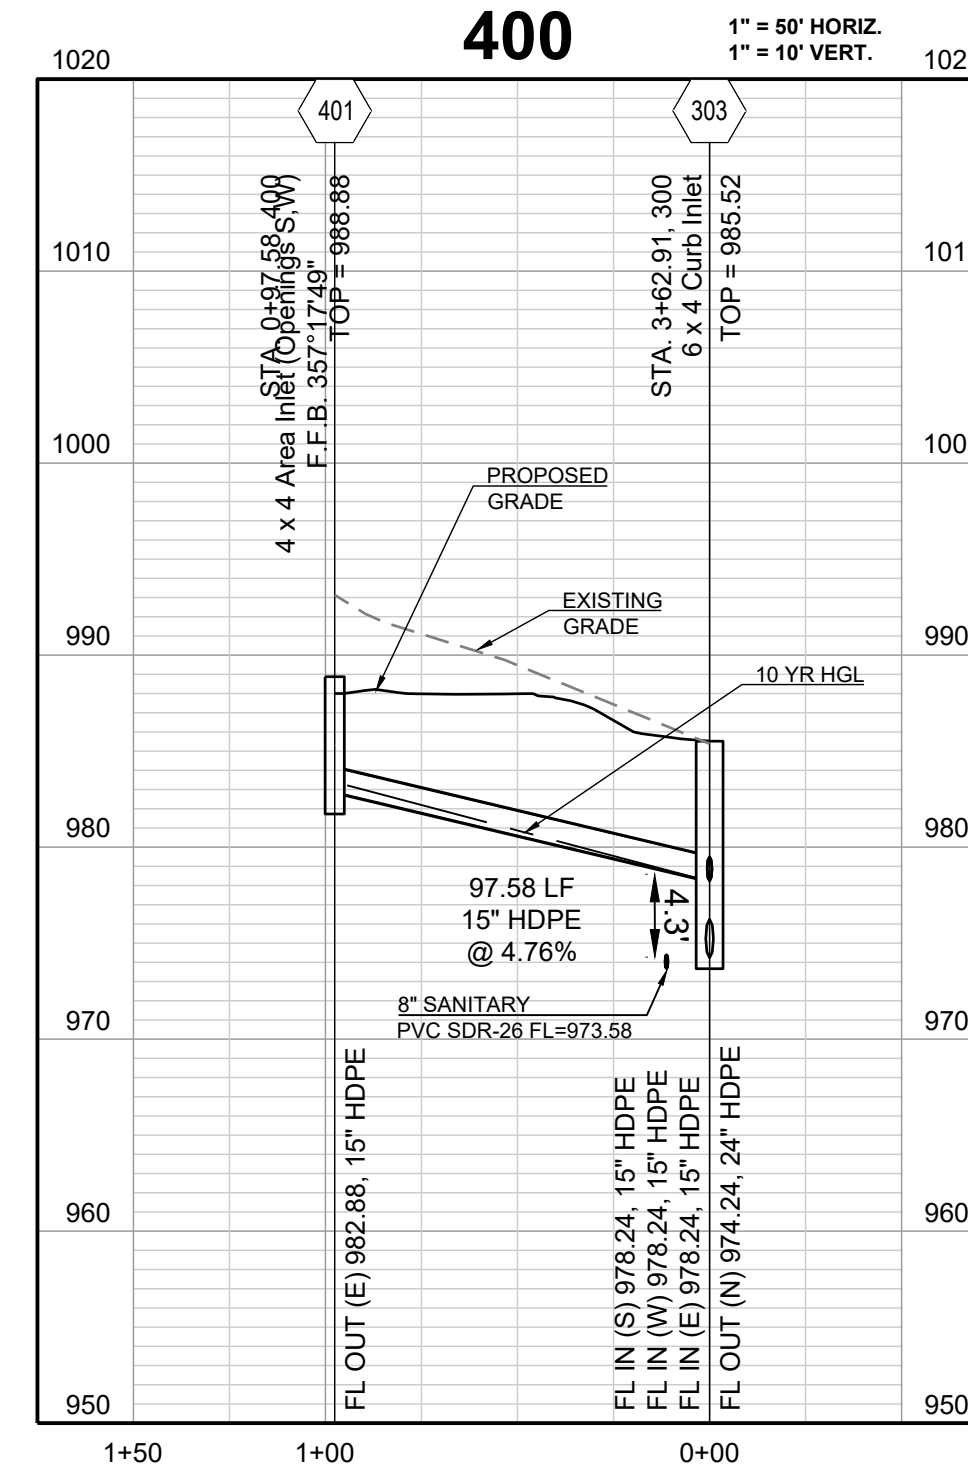 400
1" = 50' HORIZ.
1" = 10' VERT.
1020
102
401
303
STA. 0+97.58, 400
4 x 4 Area Inlet (Openings S,W)
F.F.B. 357°17'49"
TOP = 988.88
STA. 3+62.91, 300
6 x 4 Curb Inlet
TOP = 985.52
1010
101
1000
100
PROPOSED
GRADE
EXISTING
GRADE
990
990
10 YR HGL
980
980
97.58 LF
15" HDPE
@ 4.76%
4.3'
8" SANITARY
PVC SDR-26 FL=973.58
970
970
FL OUT (E) 982.88, 15" HDPE
FL IN (S) 978.24, 15" HDPE
FL IN (W) 978.24, 15" HDPE
FL IN (E) 978.24, 15" HDPE
FL OUT (N) 974.24, 24" HDPE
960
960
950
950
1+50
1+00
0+00